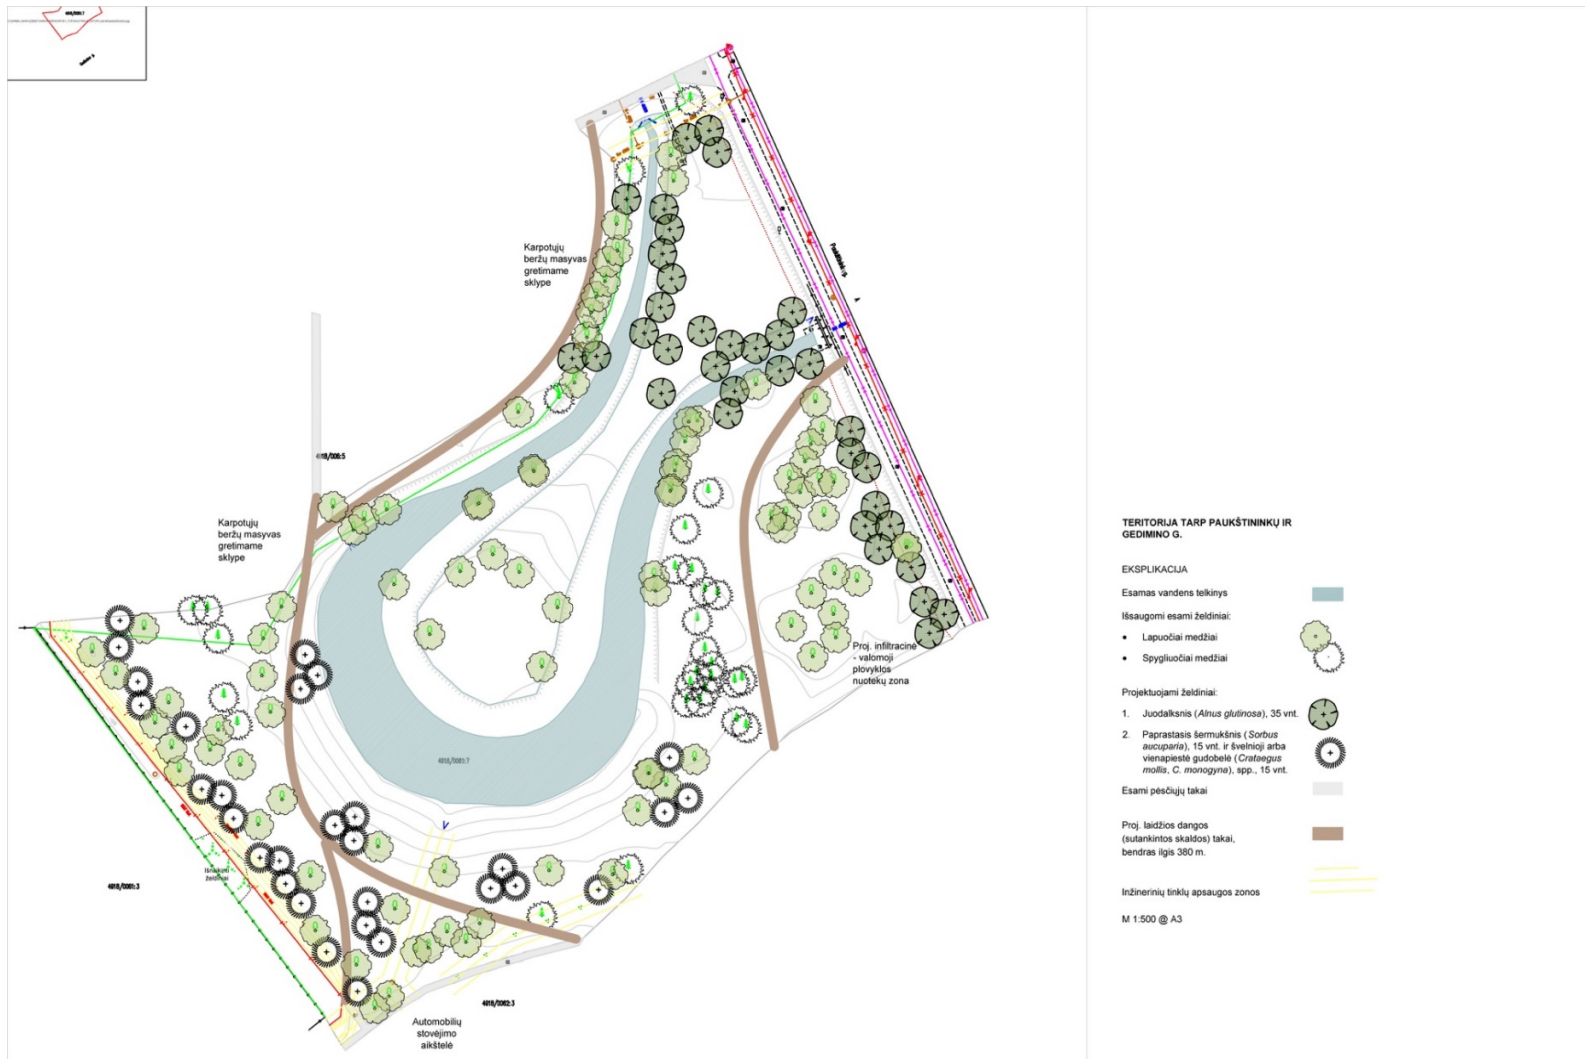 Karpotųjų
beržų masyvas
gretimame
sklype
Karpotųjų
beržų masyvas
gretimame
sklype
4918/0081:7
Proj. infiltracinė
- valomoji
plovyklos
nuotekų zona
Išnaikinti
želdiniai
4918/0081:3
4918/0082:3
Automobilių
stovėjimo
aikštelė
TERITORIJA TARP PAUKŠTININKŲ IR
GEDIMINO G.
EKSPLIKACIJA
Esamas vandens telkinys
Išsaugomi esami želdiniai:
• Lapuočiai medžiai
• Spygliuočiai medžiai
Projektuojami želdiniai:
1. Juodalksnis (Alnus glutinosa), 35 vnt.
2. Paprastasis šermukšnis (Sorbus
aucuparia), 15 vnt. ir švelnioji arba
vienapiestė gudobelė (Crataegus
mollis, C. monogyna), spp., 15 vnt.
Esami pėsčiųjų takai
Proj. laidžios dangos
(sutankintos skaldos) takai,
bendras ilgis 380 m.
Inžinerinių tinklų apsaugos zonos
M 1:500 @ A3